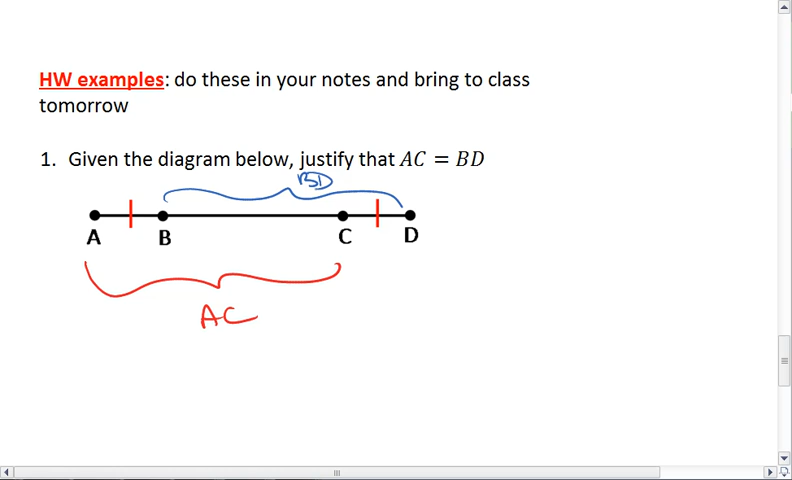 HW examples: do these in your notes and bring to class
tomorrow
1. Given the diagram below, justify that AC = BD
BD
A B C D
AC